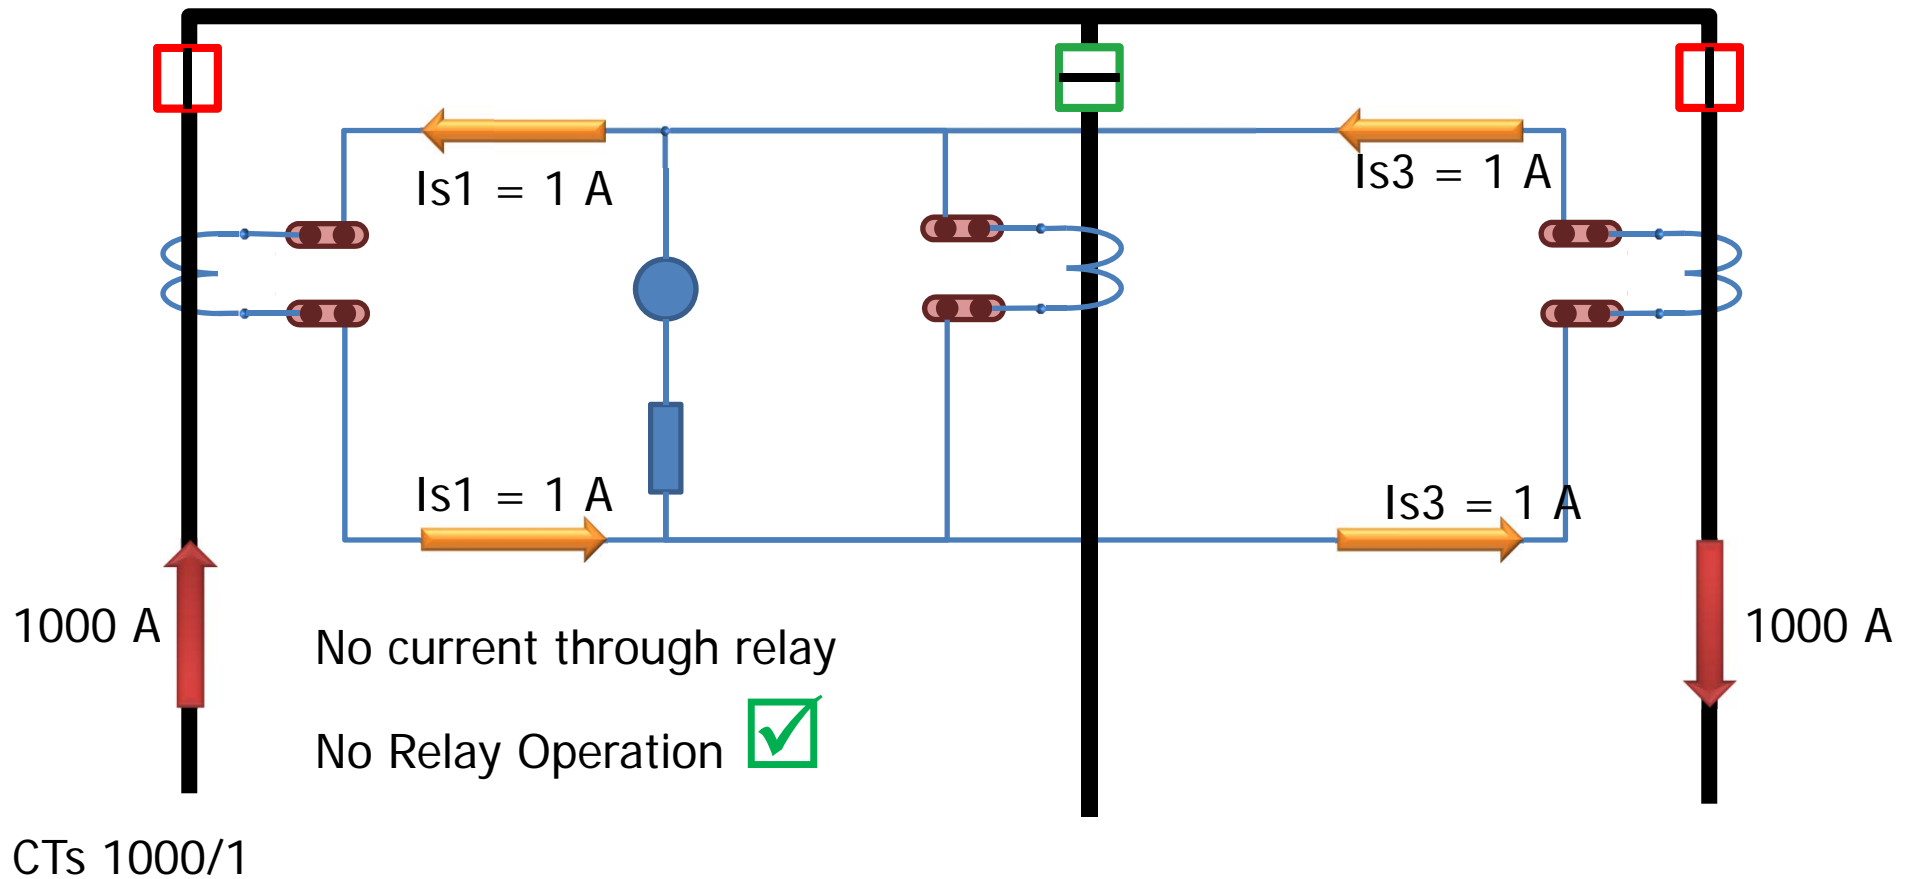 Is1 = 1 A
Is3 = 1 A
Is1 = 1 A
Is3 = 1 A
1000 A
1000 A
No current through relay
No Relay Operation
CTs 1000/1